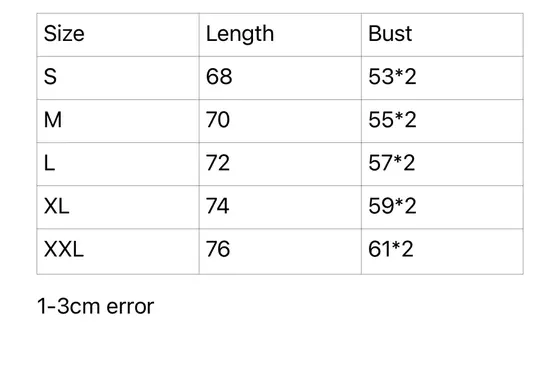 Size Length Bust
S 68 53*2
M 70 55*2
L 72 57*2
XL 74 59*2
XXL 76 61*2
1-3cm error